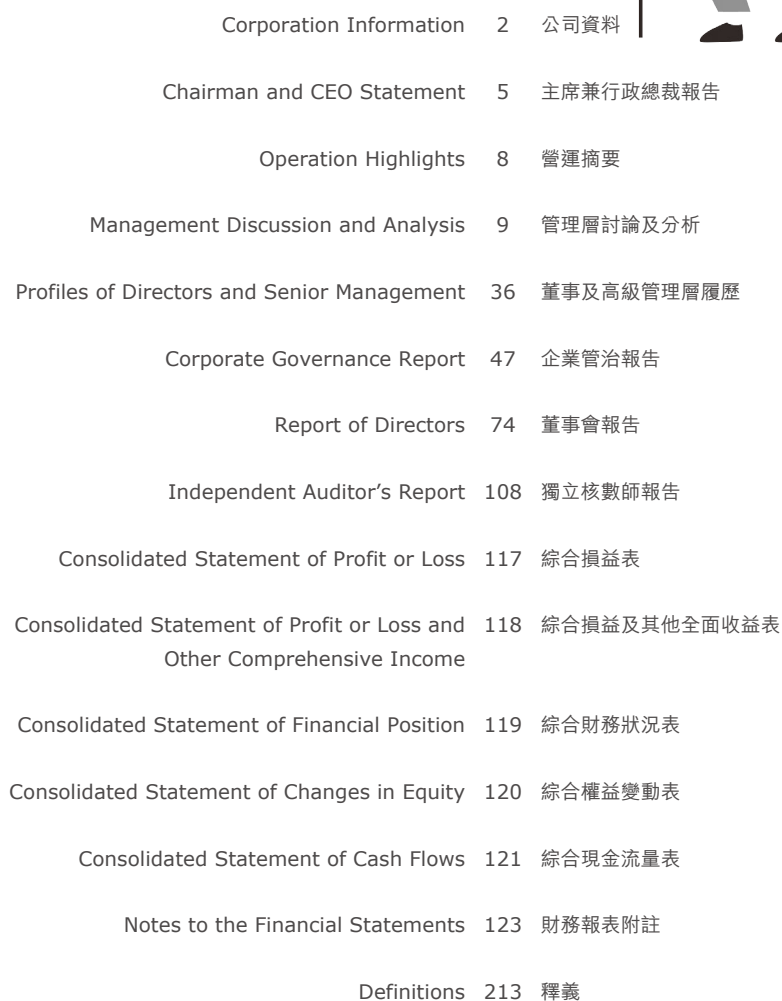 Corporation Information 2 公司資料
Chairman and CEO Statement 5 主席兼行政總裁報告
Operation Highlights 8 營運摘要
Management Discussion and Analysis 9 管理層討論及分析
Profiles of Directors and Senior Management 36 董事及高級管理層履歷
Corporate Governance Report 47 企業管治報告
Report of Directors 74 董事會報告
Independent Auditor’s Report 108 獨立核數師報告
Consolidated Statement of Profit or Loss 117 綜合損益表
Consolidated Statement of Profit or Loss and 118 綜合損益及其他全面收益表
Other Comprehensive Income
Consolidated Statement of Financial Position 119 綜合財務狀況表
Consolidated Statement of Changes in Equity 120 綜合權益變動表
Consolidated Statement of Cash Flows 121 綜合現金流量表
Notes to the Financial Statements 123 財務報表附註
Definitions 213 釋義